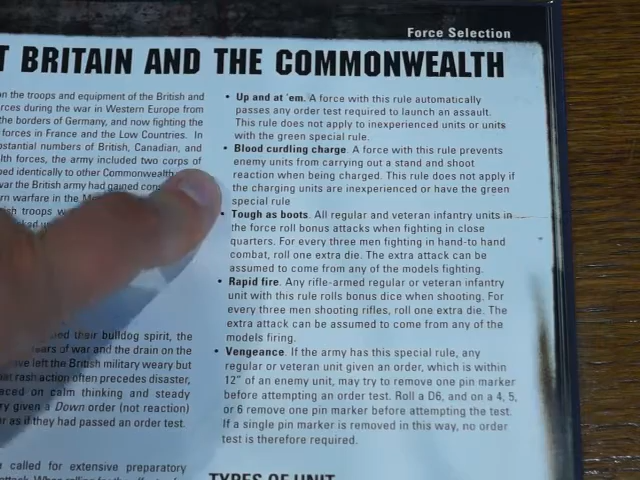 Force Selection
T BRITAIN AND THE COMMONWEALTH
on the troops and equipment of the British and
rces during the war in Western Europe from
the borders of Germany, and now fighting the
forces in France and the Low Countries. In
stantial numbers of British, Canadian, and
lth forces, the army included two corps of
ped identically to other Commonwealth
war the British army had gained
rn warfare in the
sh troops
ued their bulldog spirit, the
ears of war and the drain on the
ave left the British military weary but
at rash action often precedes disaster,
aced on calm thinking and steady
y given a Down order (not reaction)
r as if they had passed an order test.
called for extensive preparatory
• Up and at 'em. A force with this rule automatically
passes any order test required to launch an assault.
This rule does not apply to inexperienced units or units
with the green special rule.
• Blood curdling charge. A force with this rule prevents
enemy units from carrying out a stand and shoot
reaction when being charged. This rule does not apply if
the charging units are inexperienced or have the green
special rule
• Tough as boots. All regular and veteran infantry units in
the force roll bonus attacks when fighting in close
quarters. For every three men fighting in hand-to hand
combat, roll one extra die. The extra attack can be
assumed to come from any of the models fighting.
• Rapid fire. Any rifle-armed regular or veteran infantry
unit with this rule rolls bonus dice when shooting. For
every three men shooting rifles, roll one extra die. The
extra attack can be assumed to come from any of the
models firing.
• Vengeance. If the army has this special rule, any
regular or veteran unit given an order, which is within
12" of an enemy unit, may try to remove one pin marker
before attempting an order test. Roll a D6, and on a 4, 5,
or 6 remove one pin marker before attempting the test.
If a single pin marker is removed in this way, no order
test is therefore required.
TYPES OF UNIT